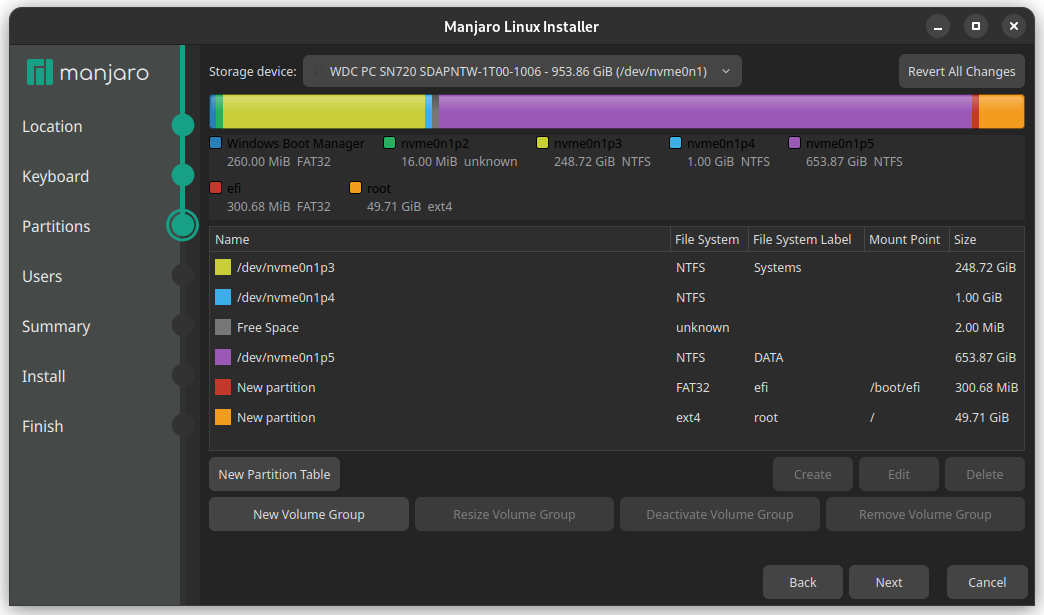 Manjaro Linux Installer
manjaro
Location
Keyboard
Partitions
Users
Summary
Install
Finish
Storage device: WDC PC SN720 SDAPNTW-1T00-1006 - 953.86 GiB (/dev/nvme0n1) Revert All Changes
Windows Boot Manager nvme0n1p2 nvme0n1p3 nvme0n1p4 nvme0n1p5
260.00 MiB FAT32 16.00 MiB unknown 248.72 GiB NTFS 1.00 GiB NTFS 653.87 GiB NTFS
efi root
300.68 MiB FAT32 49.71 GiB ext4
Name File System File System Label Mount Point Size
/dev/nvme0n1p3 NTFS Systems 248.72 GiB
/dev/nvme0n1p4 NTFS 1.00 GiB
Free Space unknown 2.00 MiB
/dev/nvme0n1p5 NTFS DATA 653.87 GiB
New partition FAT32 efi /boot/efi 300.68 MiB
New partition ext4 root / 49.71 GiB
New Partition Table Create Edit Delete
New Volume Group Resize Volume Group Deactivate Volume Group Remove Volume Group
Back Next Cancel